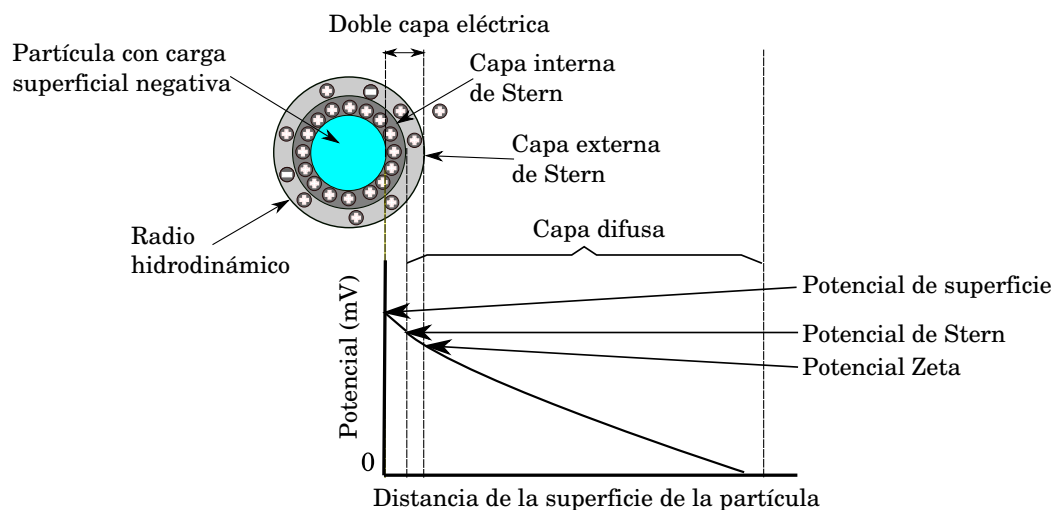 Doble capa eléctrica
Partícula con carga
superficial negativa
Capa interna
de Stern
Capa externa
de Stern
Radio
hidrodinámico
Capa difusa
Potencial de superficie
Potencial de Stern
Potencial Zeta
Potencial (mV)
0
Distancia de la superficie de la partícula